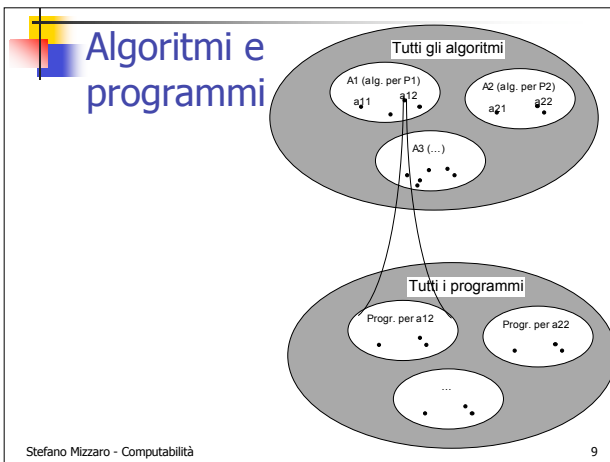 Algoritmi e
programmi
Tutti gli algoritmi
A1 (alg. per P1)
a11
a12
A2 (alg. per P2)
a21
a22
A3 (...)
Tutti i programmi
Progr. per a12
Progr. per a22
...
Stefano Mizzaro - Computabilità
9